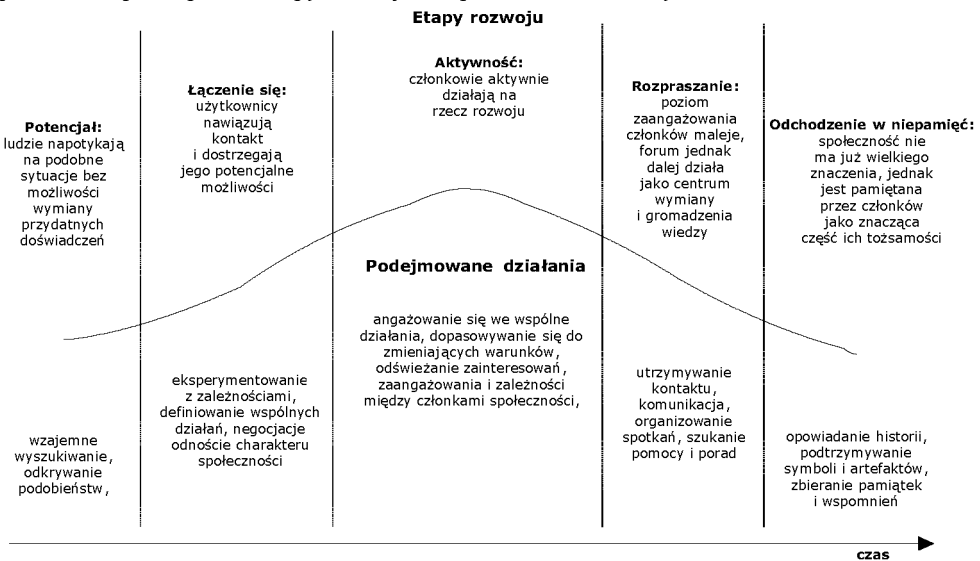 Etapy rozwoju
Potencjał:
ludzie napotykają
na podobne
sytuacje bez
możliwości
wymiany
przydatnych
doświadczeń
Łączenie się:
użytkownicy
nawiązują
kontakt
i dostrzegają
jego potencjalne
możliwości
Aktywność:
członkowie aktywnie
działają na
rzecz rozwoju
Rozpraszanie:
poziom
zaangażowania
członków maleje,
forum jednak
dalej działa
jako centrum
wymiany
i gromadzenia
wiedzy
Odchodzenie w niepamięć:
społeczność nie
ma już wielkiego
znaczenia, jednak
jest pamiętana
przez członków
jako znacząca
część ich tożsamości
Podejmowane działania
wzajemne
wyszukiwanie,
odkrywanie
podobieństw,
eksperymentowanie
z zależnościami,
definiowanie wspólnych
działań, negocjacje
odnoście charakteru
społeczności
angażowanie się we wspólne
działania, dopasowywanie się do
zmieniających warunków,
odświeżanie zainteresowań,
zaangażowania i zależności
między członkami społeczności,
utrzymywanie
kontaktu,
komunikacja,
organizowanie
spotkań, szukanie
pomocy i porad
opowiadanie historii,
podtrzymywanie
symboli i artefaktów,
zbieranie pamiątek
i wspomnień
czas